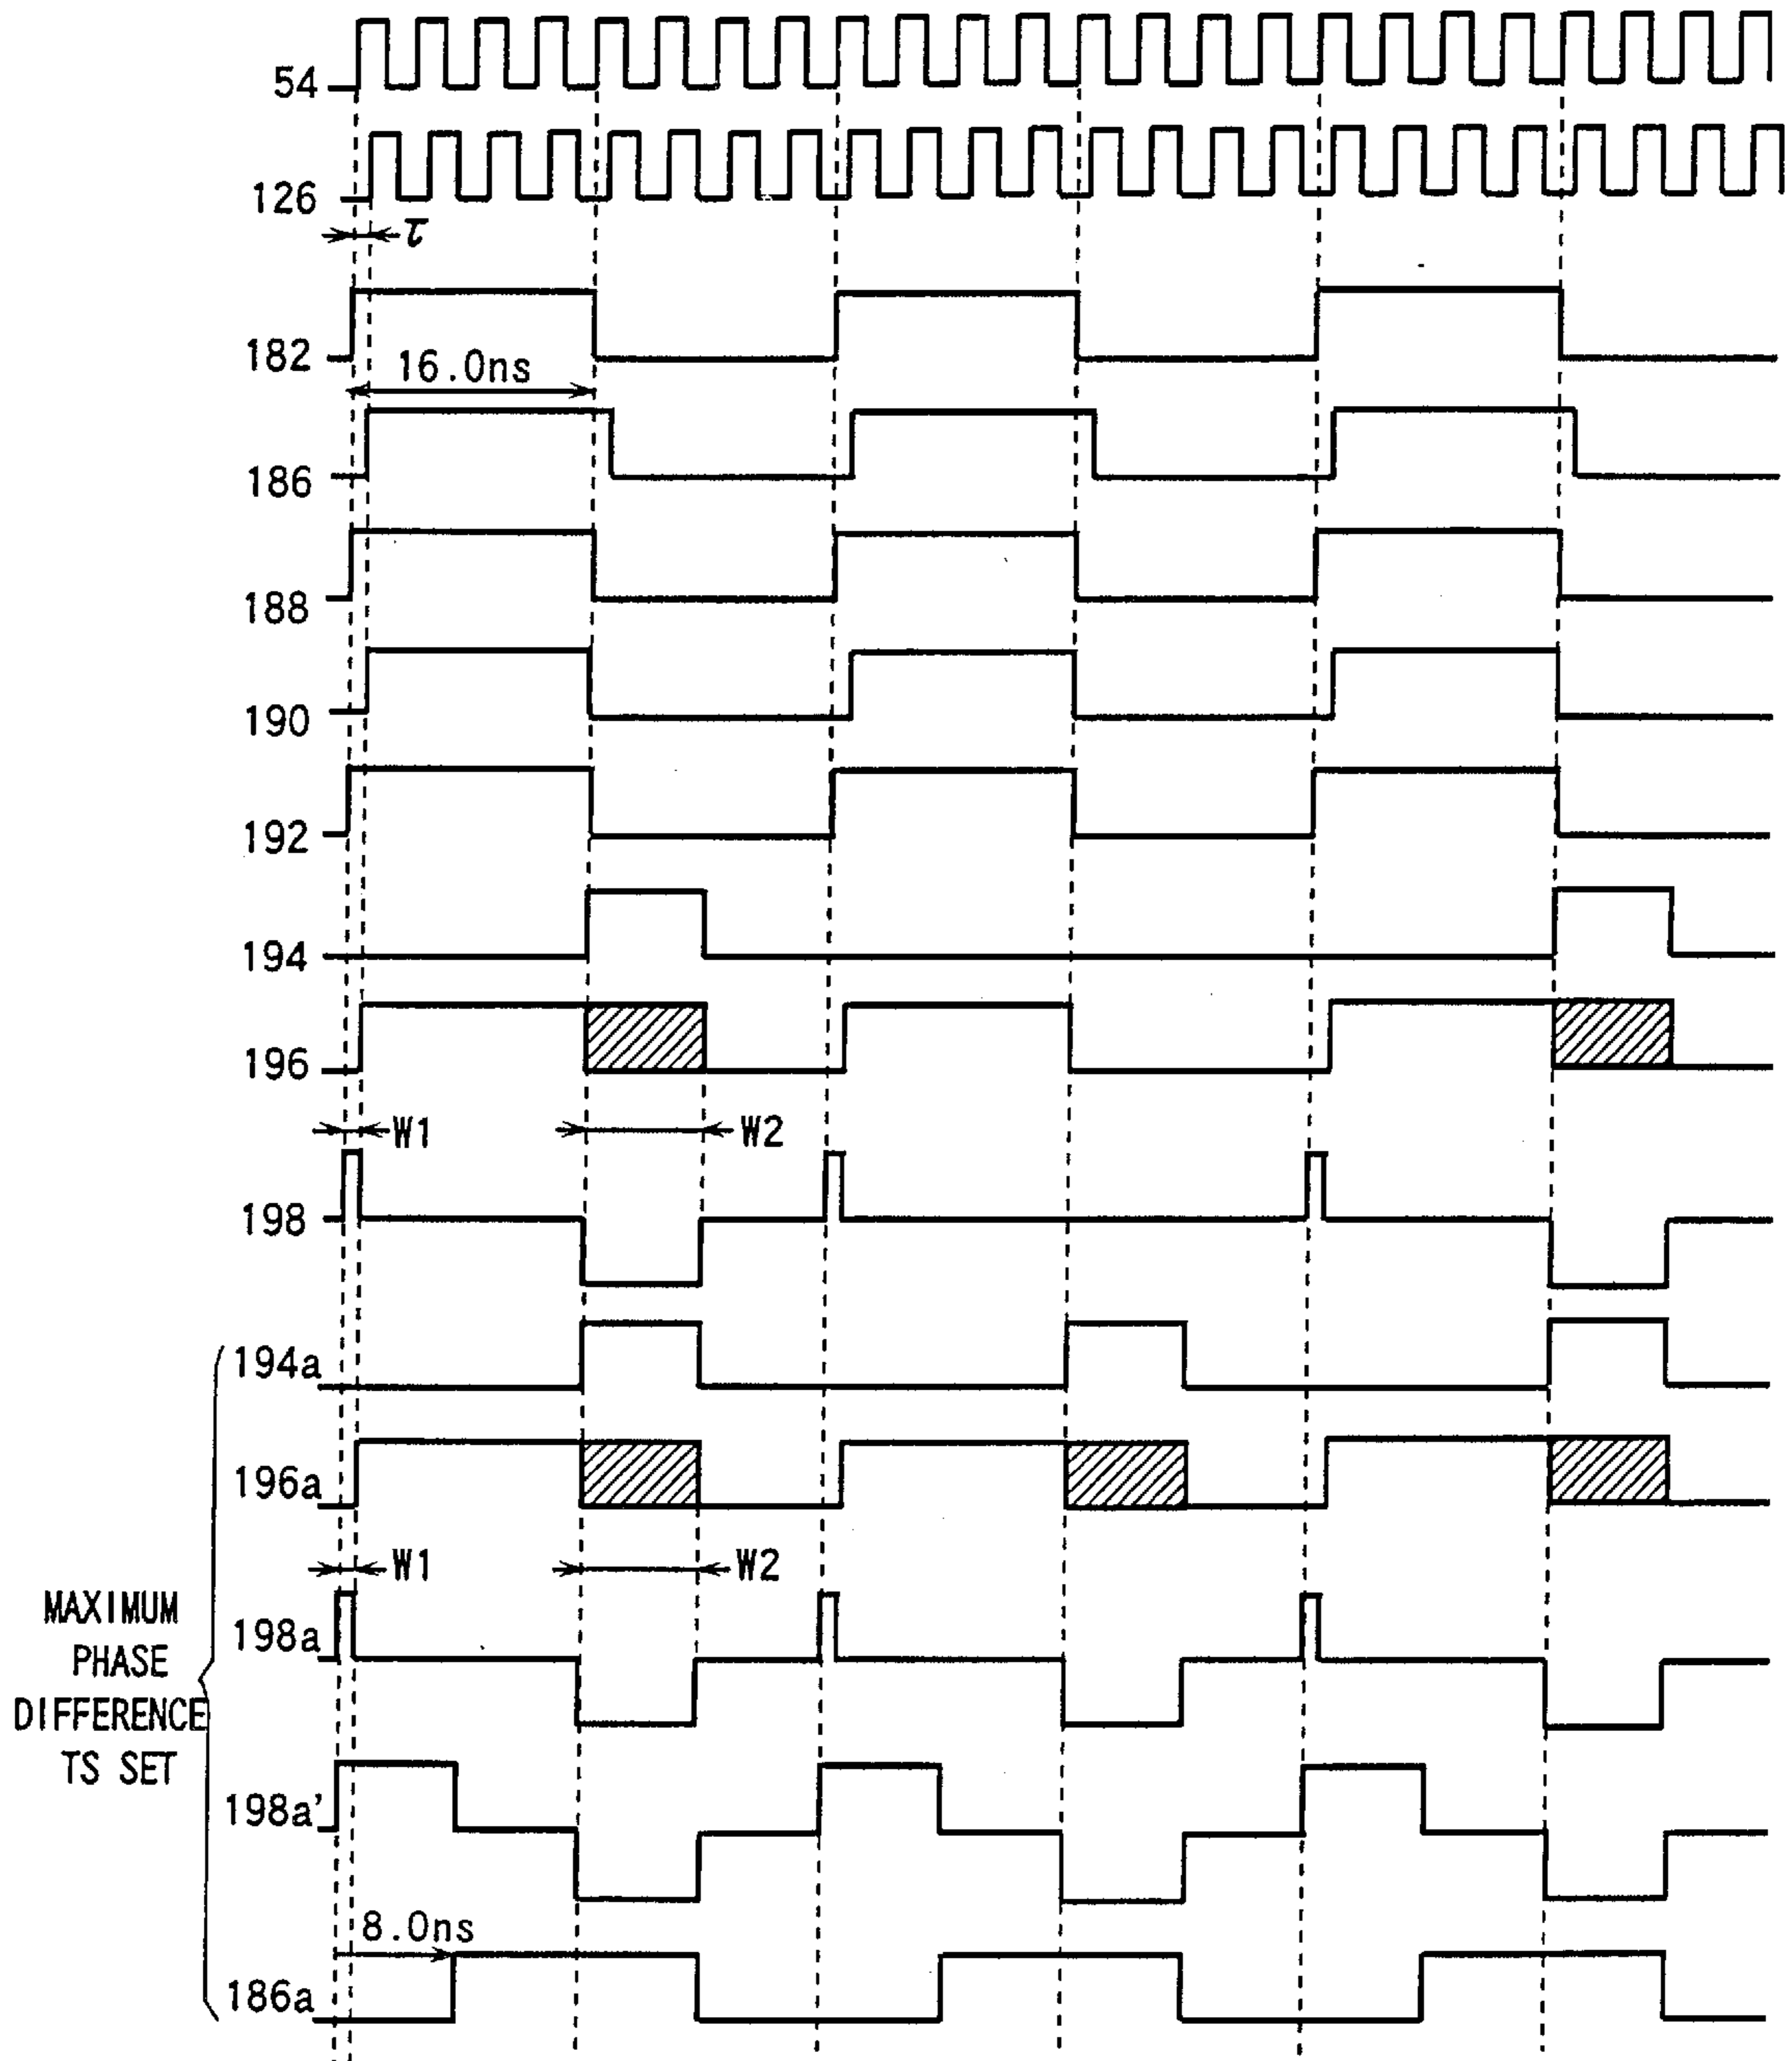 54
126
τ
182
16.0ns
186
188
190
192
194
196
W1
W2
198
194a
196a
W1
W2
MAXIMUM
PHASE
DIFFERENCE
TS SET
198a
198a'
8.0ns
186a